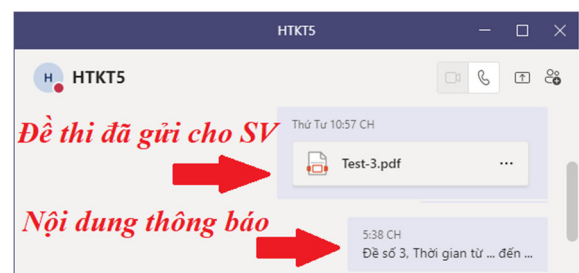 HTKT5
H HTKT5
Thứ Tư 10:57 CH
Đề thi đã gửi cho SV
Test-3.pdf
Nội dung thông báo
5:38 CH
Đề số 3, Thời gian từ ... đến ...